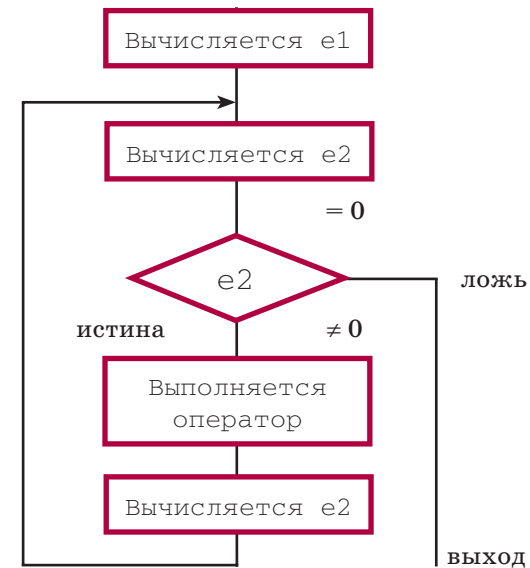 Вычисляется e1
Вычисляется e2
= 0
e2
ложь
истина
≠ 0
Выполняется
оператор
Вычисляется e2
выход